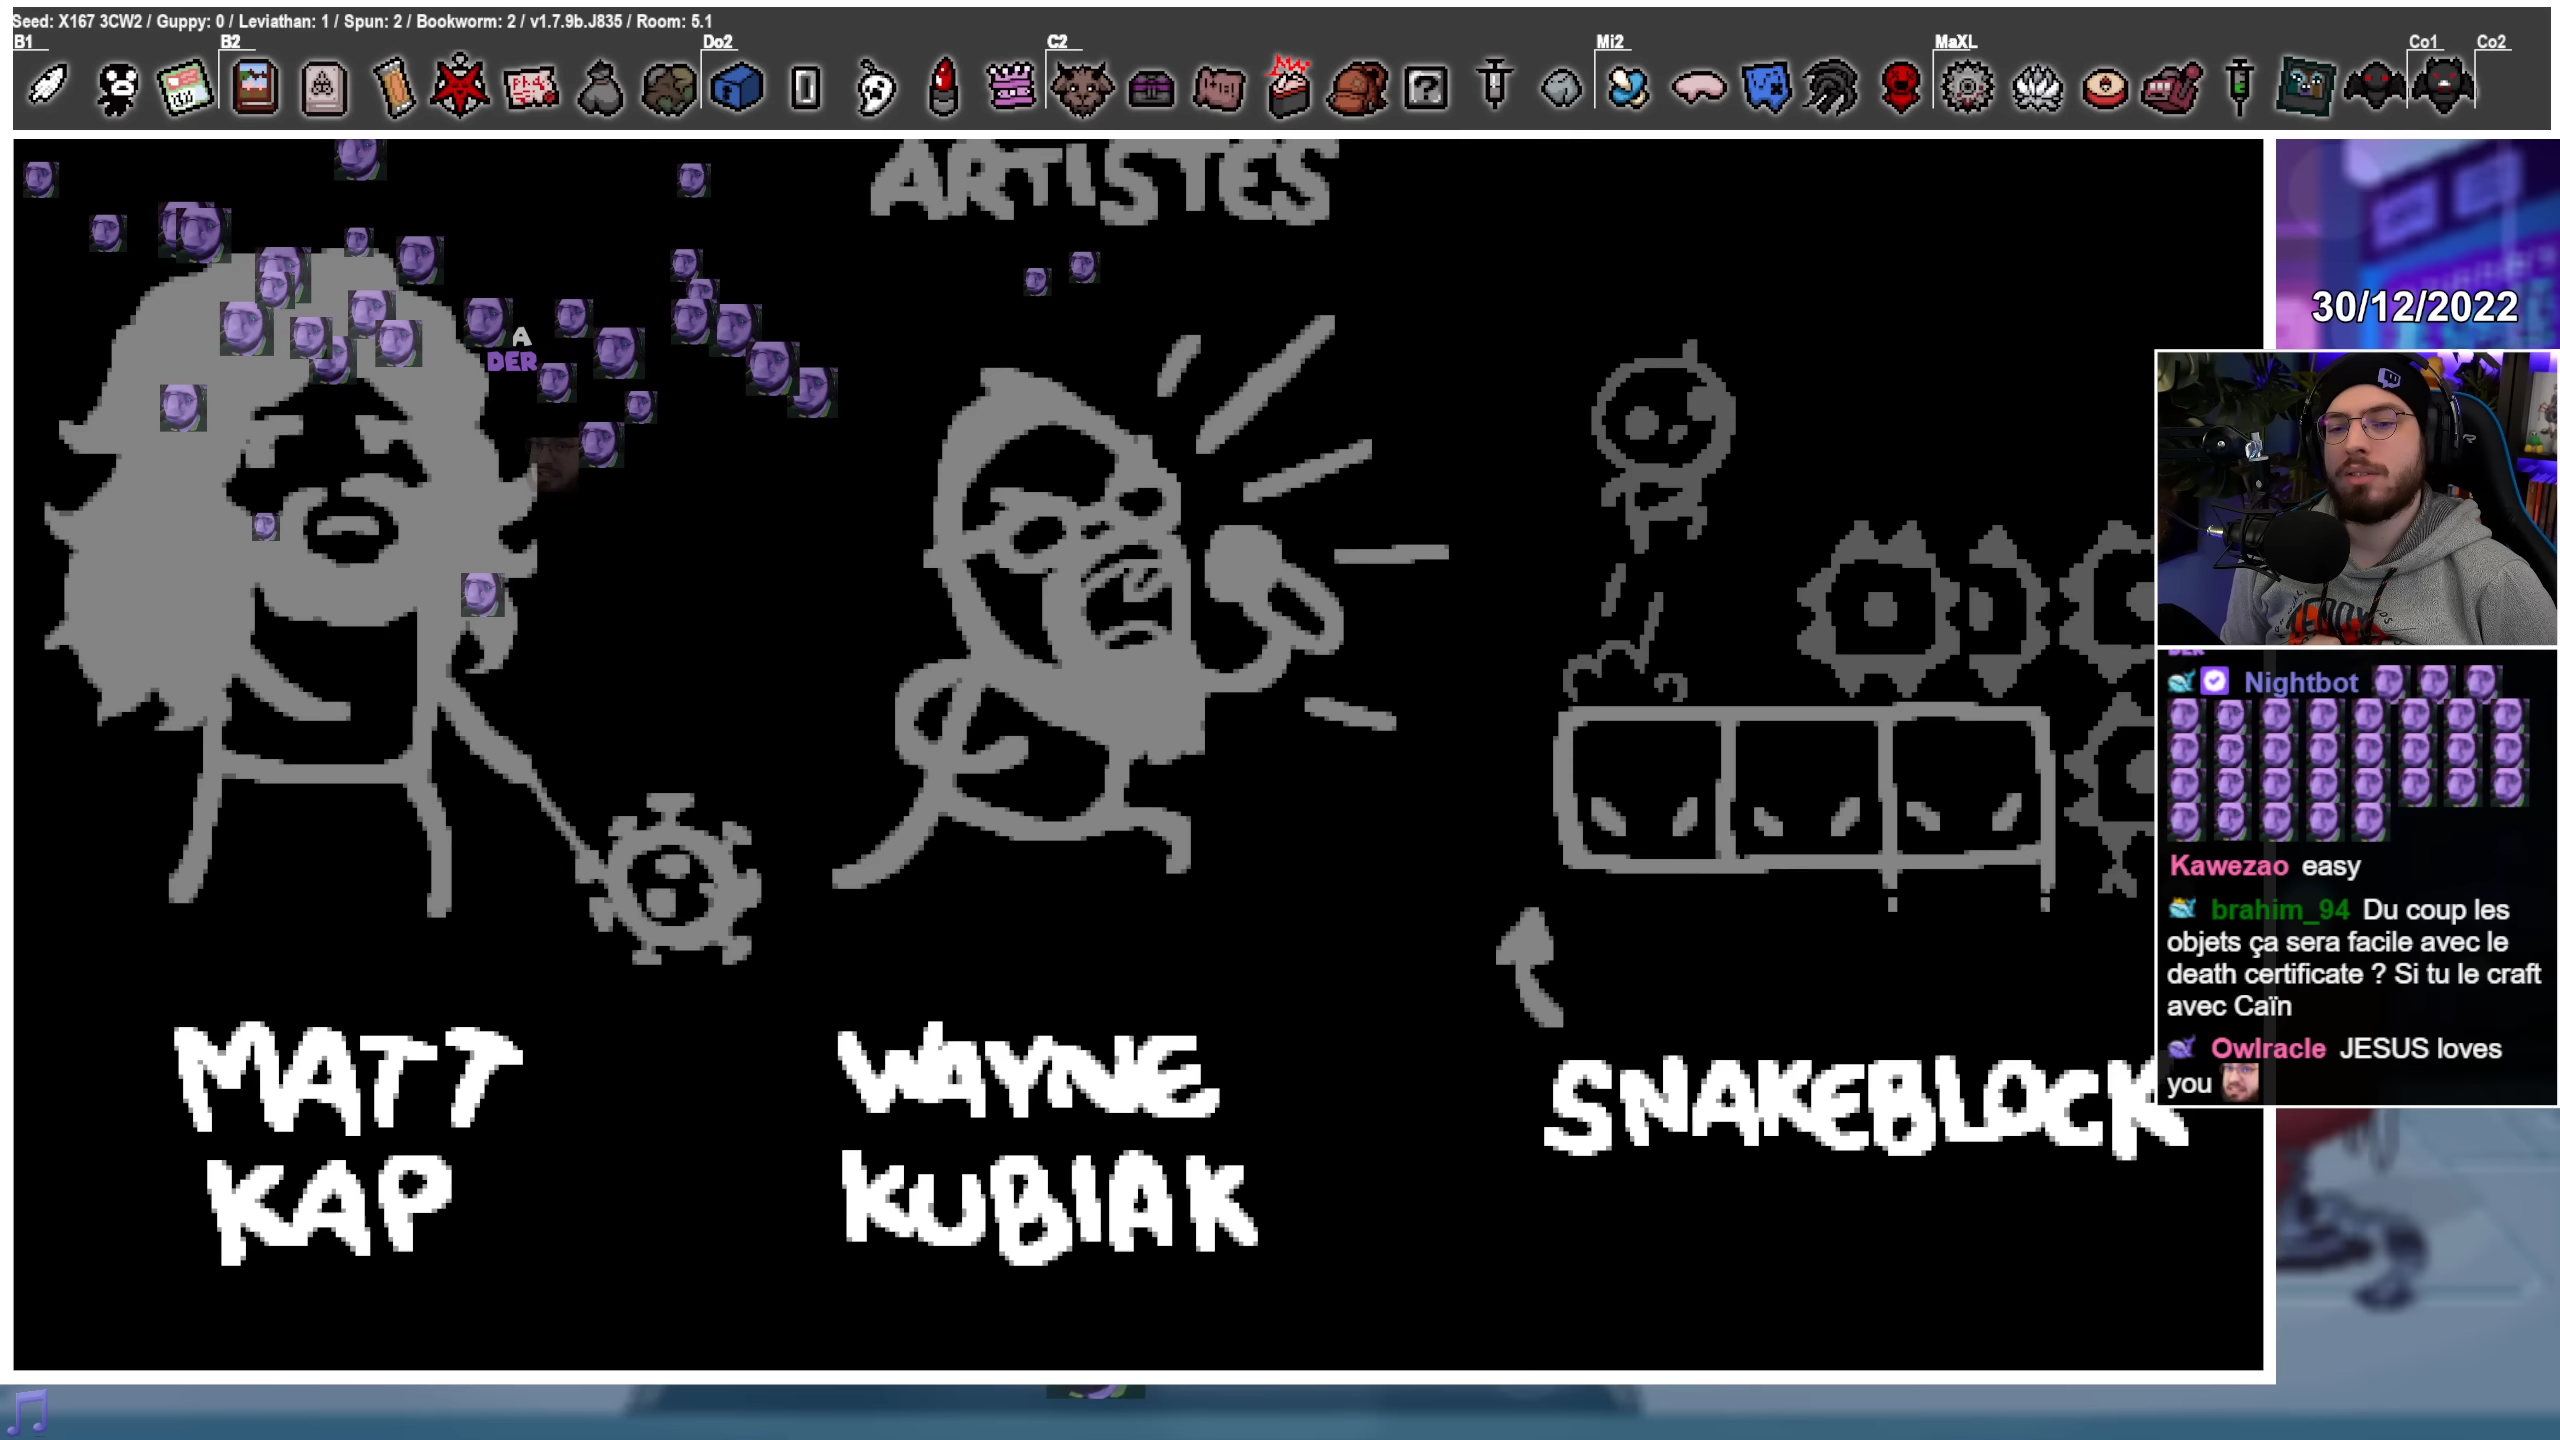 Seed: X167 3CW2 / Guppy: 0 / Leviathan: 1 / Spun: 2 / Bookworm: 2 / v1.7.9b.J835 / Room: 5.1
B1 B2 Do2 C2 Mi2 MaXL Co1 Co2
ARTISTES
A
DER
30/12/2022
Nightbot
Kawezao easy
brahim_94 Du coup les
objets ça sera facile avec le
death certificate ? Si tu le craft
avec Caïn
Owlracle JESUS loves
you
MATT
KAP
WAYNE
KUBIAK
SNAKEBLOCK